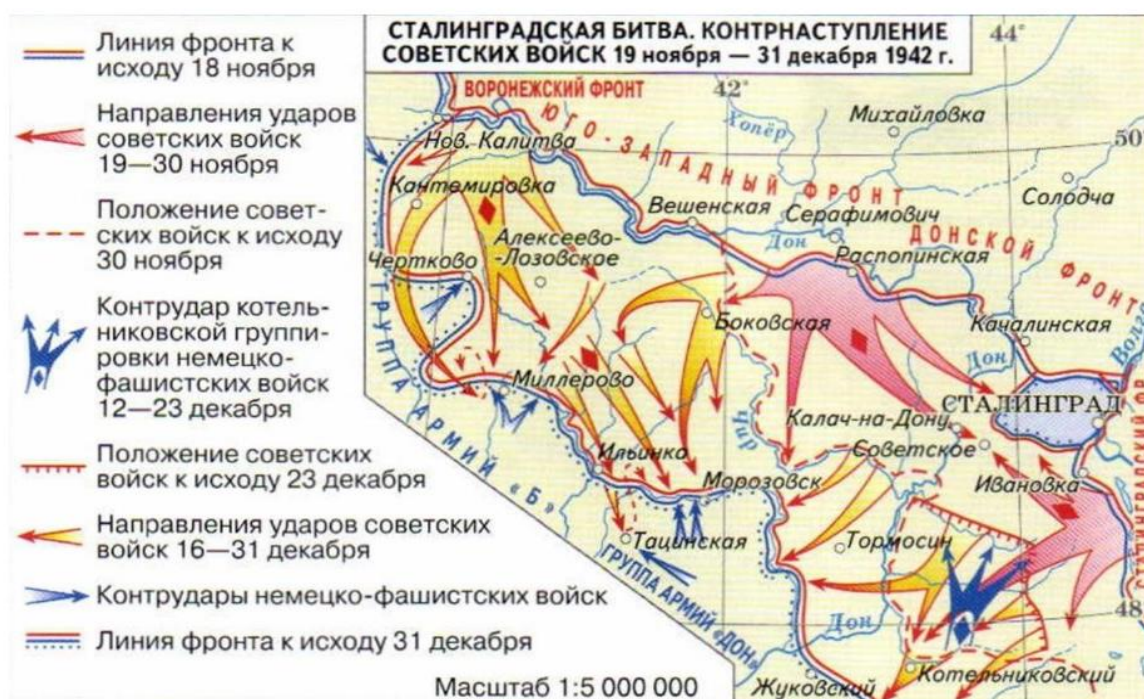 СТАЛИНГРАДСКАЯ БИТВА. КОНТРНАСТУПЛЕНИЕ
СОВЕТСКИХ ВОЙСК 19 ноября — 31 декабря 1942 г.
Линия фронта к
исходу 18 ноября
Направления ударов
советских войск
19—30 ноября
Положение совет-
ских войск к исходу
30 ноября
Контрудар котель-
никовской группи-
ровки немецко-
фашистских войск
12—23 декабря
Положение советских
войск к исходу 23 декабря
Направления ударов советских
войск 16—31 декабря
Контрудары немецко-фашистских войск
Линия фронта к исходу 31 декабря
Масштаб 1:5 000 000
44°
42°
ВОРОНЕЖСКИЙ ФРОНТ
Хопёр
Михайловка
50
Нов. Калитва
ЮГО-ЗАПАДНЫЙ ФРОНТ
Кантемировка
Вешенская
Серафимович
Солодча
Дон
ДОНСКОЙ ФРОНТ
Алексеево-
-Лозовское
Распопинская
Чертково
Боковская
Качалинская
Дон
ГРУППА АРМИЙ «Б»
Миллерово
Калач-на-Дону
СТАЛИНГРАД
Чир
Советское
Ильинка
Морозовск
Ивановка
Тацинская
Тормосин
ГРУППА АРМИЙ «ДОН»
48
Дон
Котельниковский
Жуковский